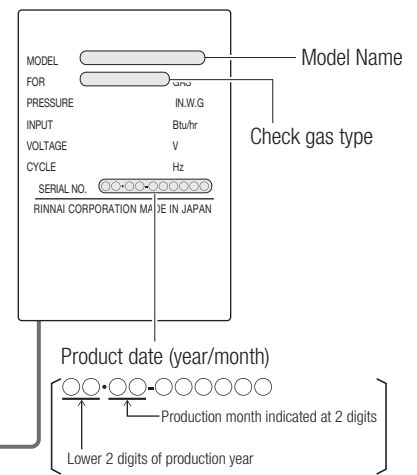 MODEL
Model Name
FOR GAS
Check gas type
PRESSURE IN.W.G
INPUT Btu/hr
VOLTAGE V
CYCLE Hz
SERIAL NO. ○○•○○-○○○○○○
RINNAI CORPORATION MADE IN JAPAN
Product date (year/month)
○○•○○-○○○○○○
Production month indicated at 2 digits
Lower 2 digits of production year